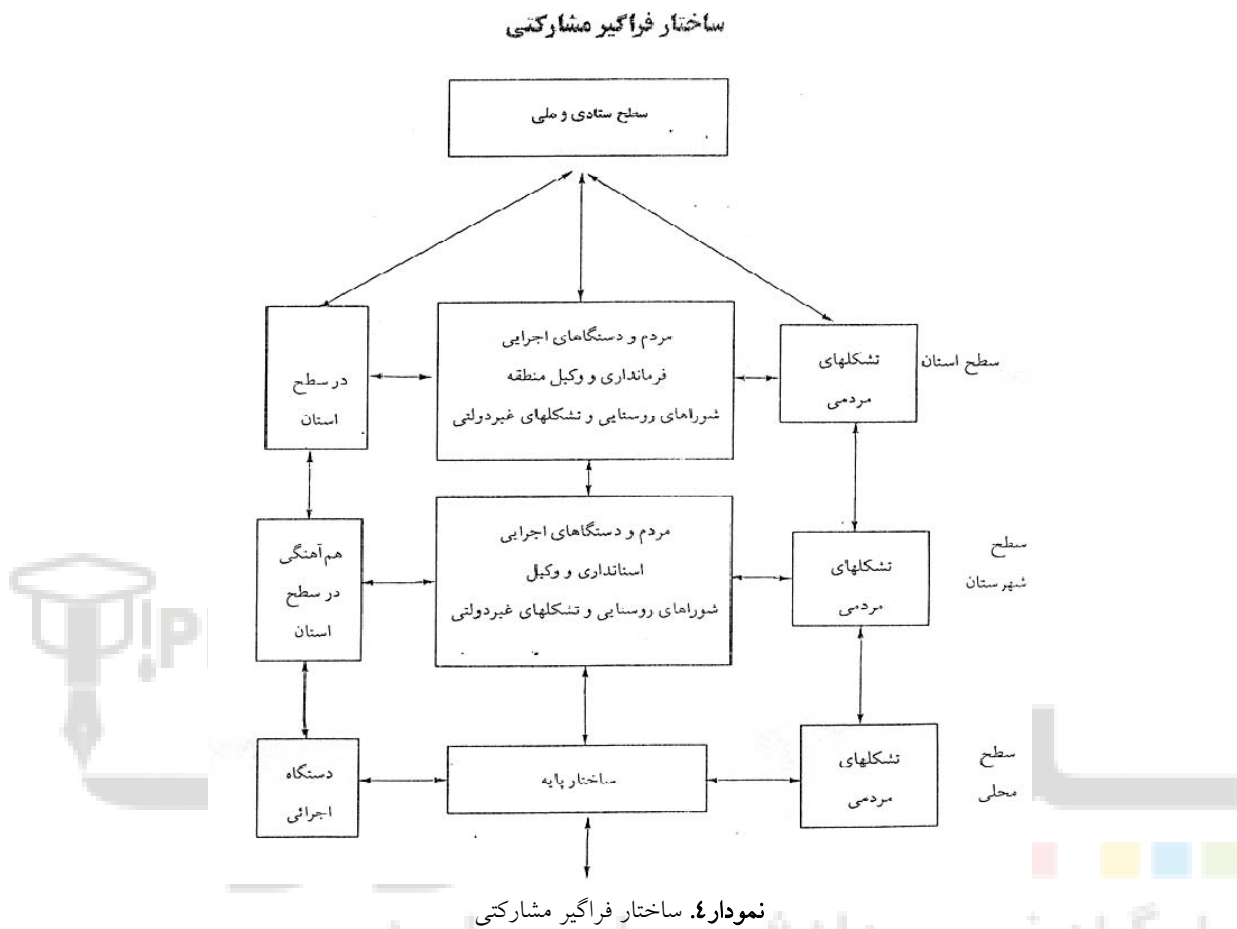 ساختار فراگیر مشارکتی
سطح ستادی و ملی
سطح استان
تشکلهای
مردمی
مردم و دستگاهای اجرایی
فرمانداری و وکیل منطقه
شوراهای روستایی و تشکلهای غیردولتی
در سطح
استان
سطح
شهرستان
تشکلهای
مردمی
مردم و دستگاهای اجرایی
استانداری و وکیل
شوراهای روستایی و تشکلهای غیردولتی
هم‌آهنگی
در سطح
استان
سطح
محلی
تشکلهای
مردمی
ساختار پایه
دستگاه
اجرائی
نمودار٤. ساختار فراگیر مشارکتی